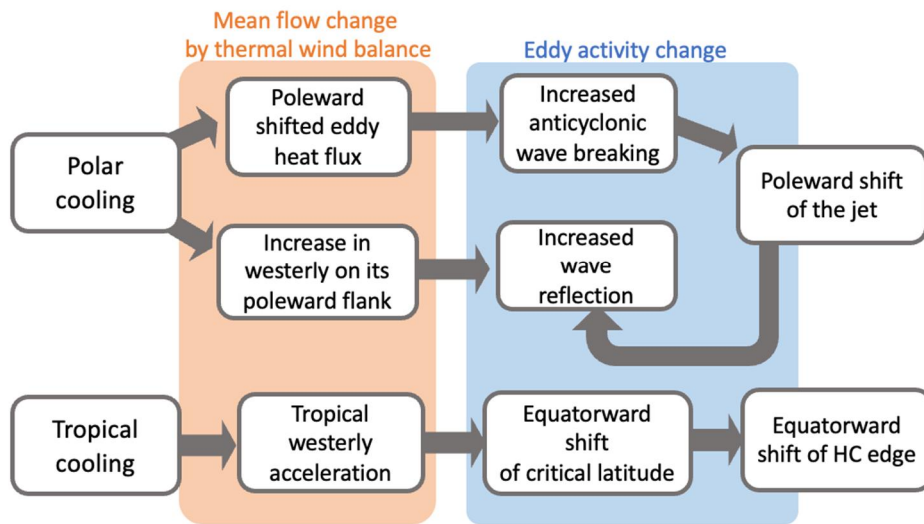 Mean flow change
by thermal wind balance
Eddy activity change
Polar
cooling
Poleward
shifted eddy
heat flux
Increased
anticyclonic
wave breaking
Poleward shift
of the jet
Increase in
westerly on its
poleward flank
Increased
wave
reflection
Tropical
cooling
Tropical
westerly
acceleration
Equatorward
shift
of critical latitude
Equatorward
shift of HC edge